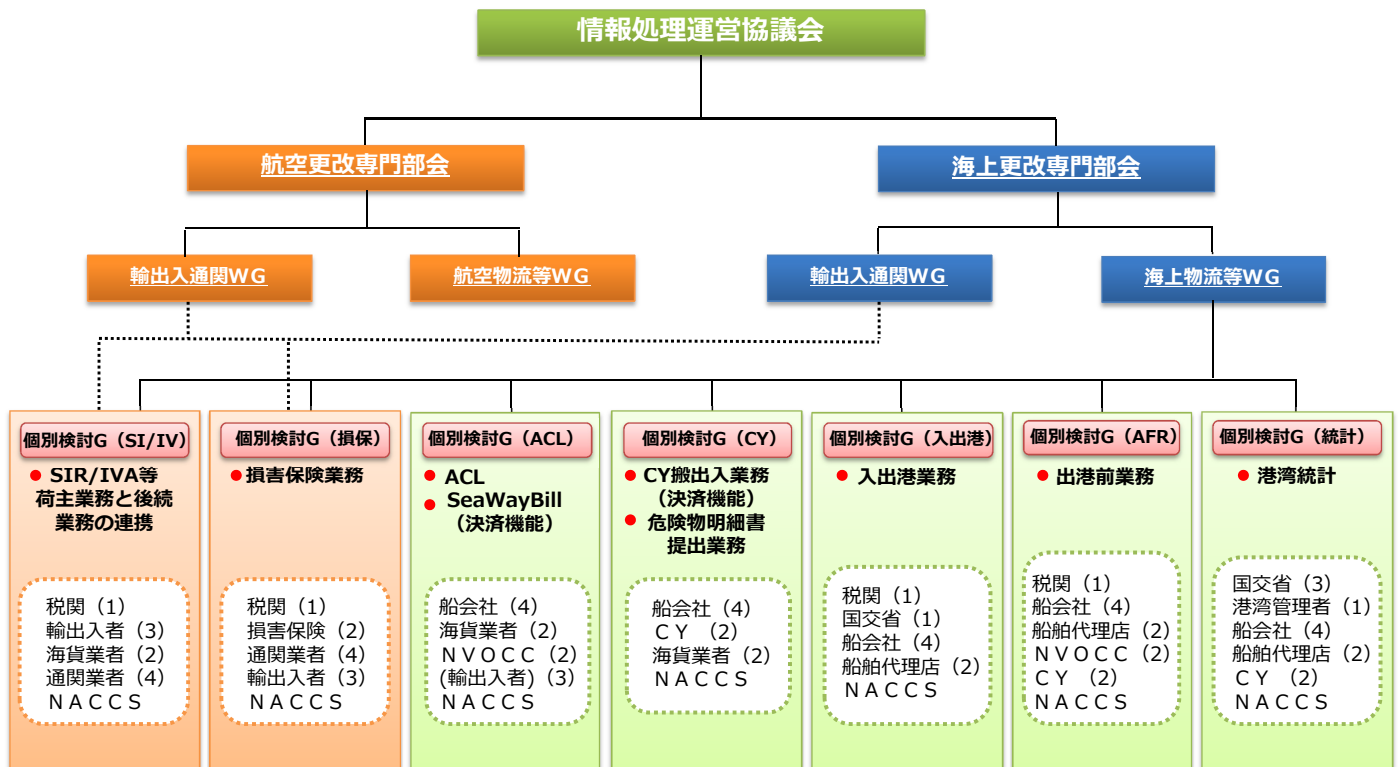 情報処理運営協議会
航空更改専門部会
海上更改専門部会
輸出入通関WG
航空物流等WG
輸出入通関WG
海上物流等WG
個別検討G（SI/IV）
● SIR/IVA等
荷主業務と後続
業務の連携
税関（1）
輸出入者（3）
海貨業者（2）
通関業者（4）
ＮＡＣＣＳ
個別検討G（損保）
●損害保険業務
税関（1）
損害保険（2）
通関業者（4）
輸出入者（3）
ＮＡＣＣＳ
個別検討G（ACL）
● ACL
● SeaWayBill
（決済機能）
船会社（4）
海貨業者（2）
ＮＶＯＣＣ（2）
(輸出入者)（3）
ＮＡＣＣＳ
個別検討G（CY）
●CY搬出入業務
（決済機能）
● 危険物明細書
提出業務
船会社（4）
ＣＹ （2）
海貨業者（2）
ＮＡＣＣＳ
個別検討G（入出港）
● 入出港業務
税関（1）
国交省（1）
船会社（4）
船舶代理店（2）
ＮＡＣＣＳ
個別検討G（AFR）
● 出港前業務
税関（1）
船会社（4）
船舶代理店（2）
ＮＶＯＣＣ（2）
ＣＹ（2）
ＮＡＣＣＳ
個別検討G（統計）
● 港湾統計
国交省（3）
港湾管理者（1）
船会社（4）
船舶代理店（2）
ＣＹ（2）
ＮＡＣＣＳ